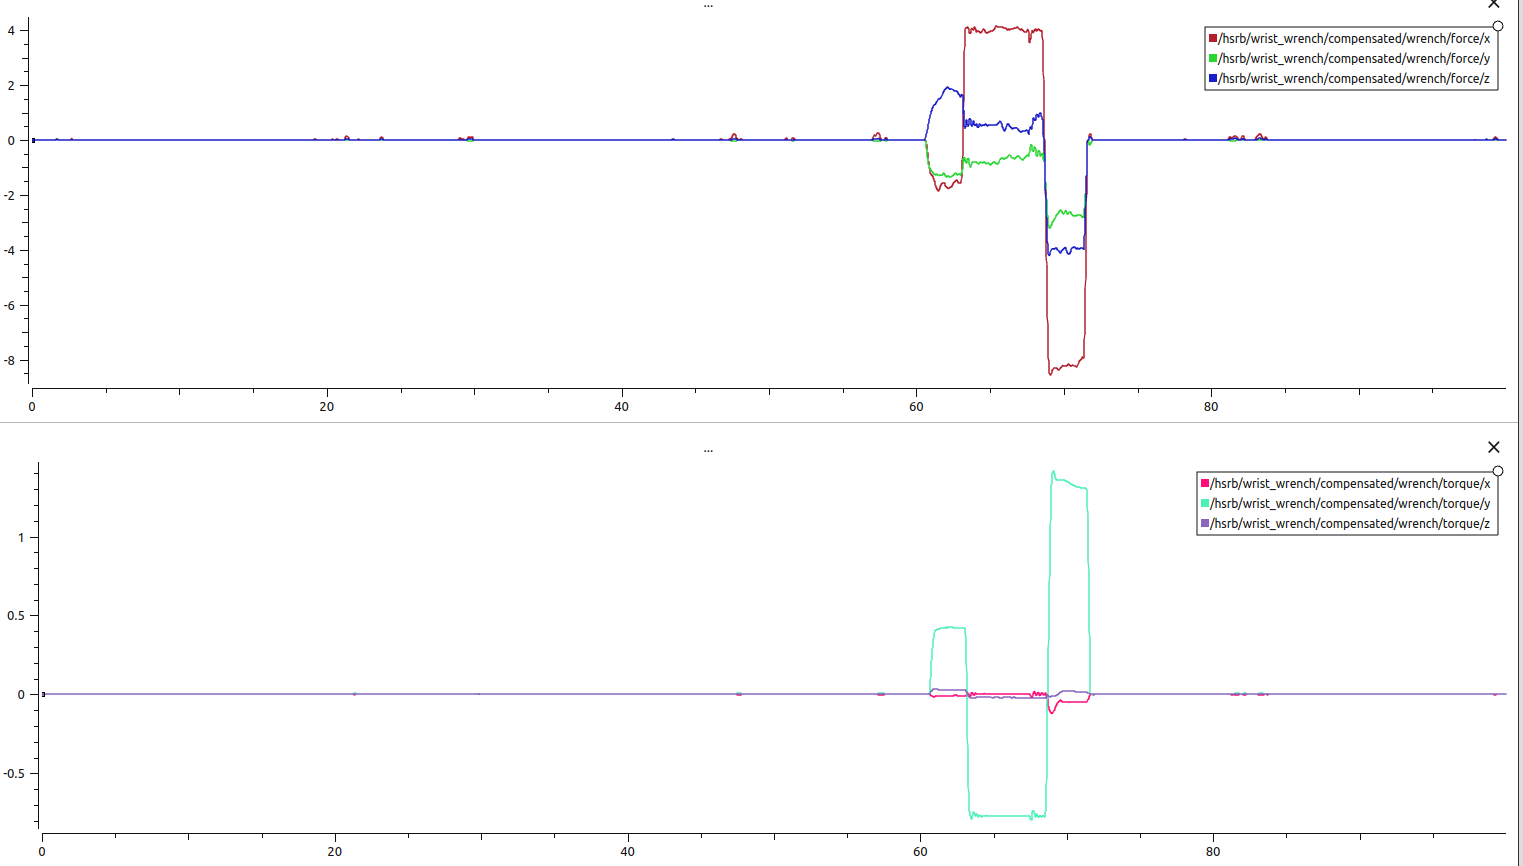 ...
4
2
0
-2
-4
-6
-8
/hsrb/wrist_wrench/compensated/wrench/force/x
/hsrb/wrist_wrench/compensated/wrench/force/y
/hsrb/wrist_wrench/compensated/wrench/force/z
0 20 40 60 80
...
1
0.5
0
-0.5
/hsrb/wrist_wrench/compensated/wrench/torque/x
/hsrb/wrist_wrench/compensated/wrench/torque/y
/hsrb/wrist_wrench/compensated/wrench/torque/z
0 20 40 60 80